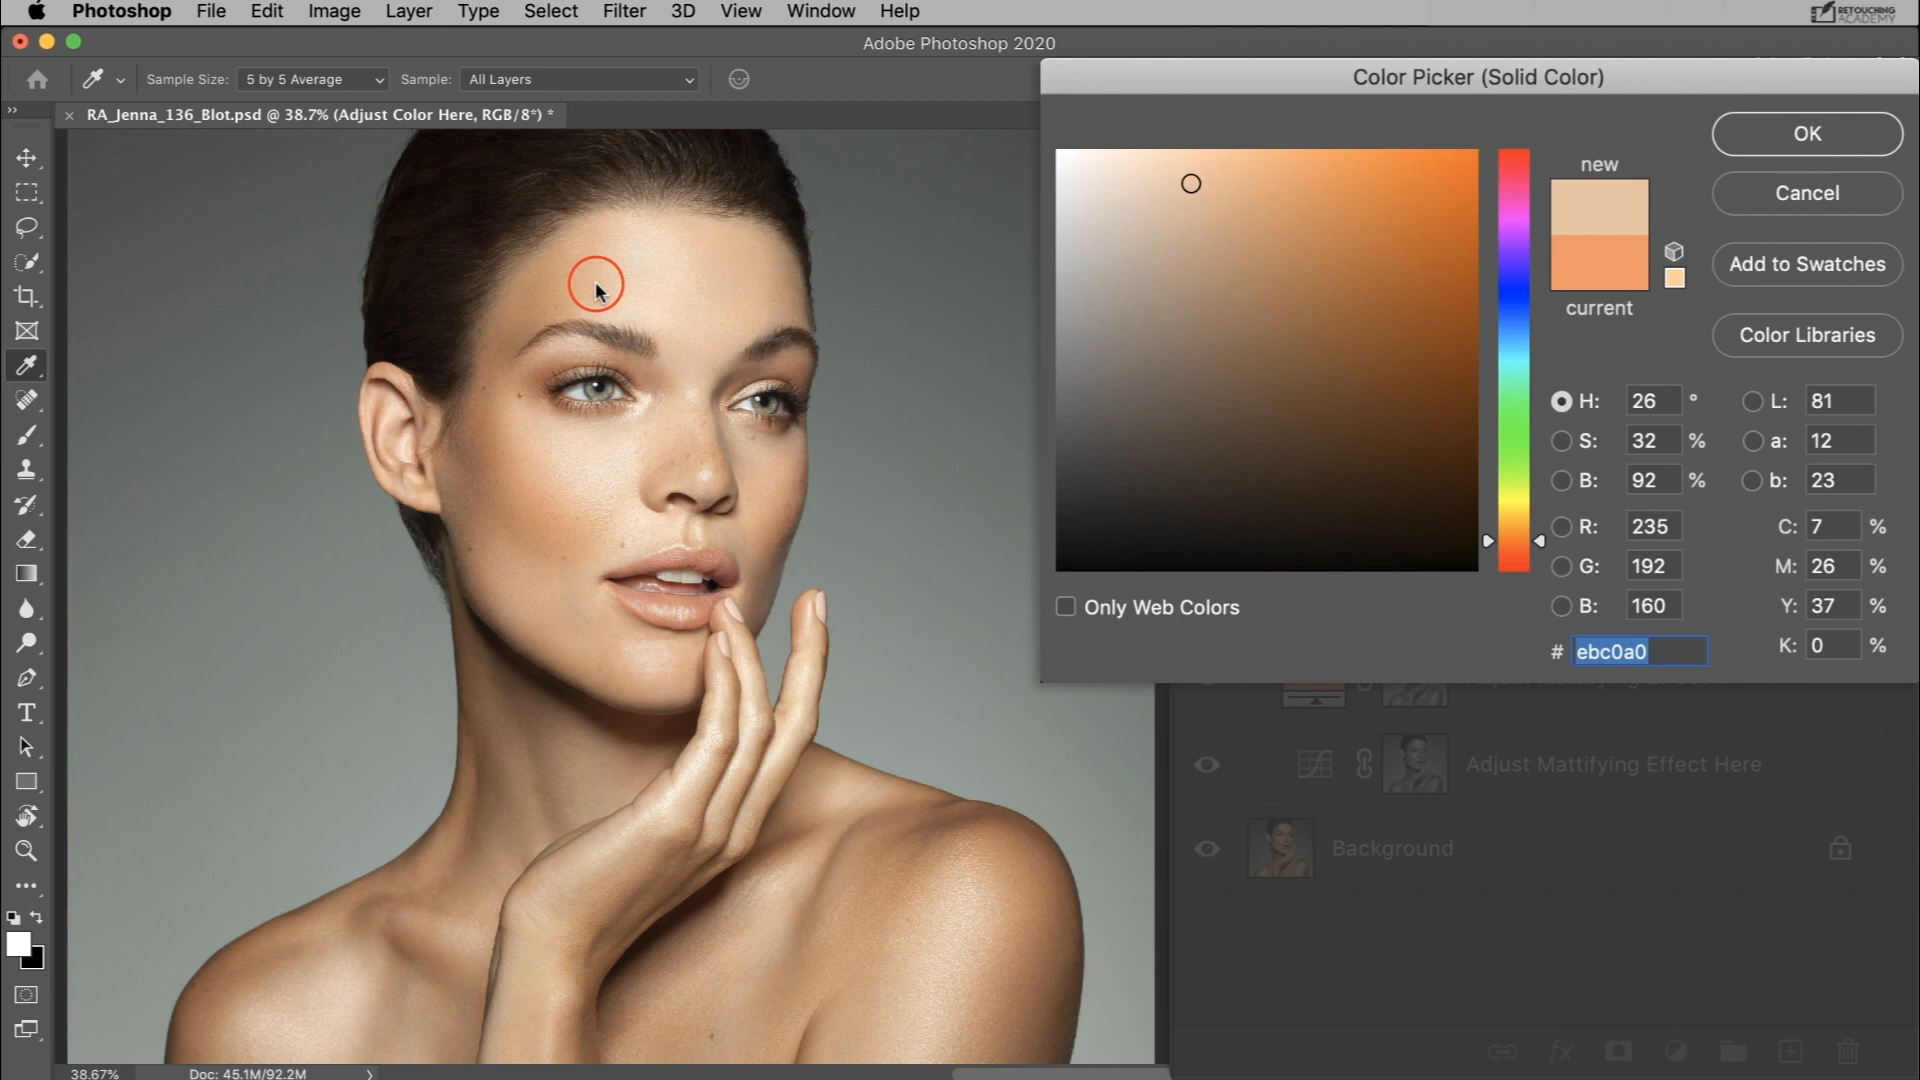 Photoshop File Edit Image Layer Type Select Filter 3D View Window Help
RETOUCHING
ACADEMY
Adobe Photoshop 2020
Sample Size: 5 by 5 Average Sample: All Layers
RA_Jenna_136_Blot.psd @ 38.7% (Adjust Color Here, RGB/8*) *
Color Picker (Solid Color)
OK
new
Cancel
Add to Swatches
current
Color Libraries
H: 26 ° L: 81
S: 32 % a: 12
B: 92 % b: 23
R: 235 C: 7 %
G: 192 M: 26 %
B: 160 Y: 37 %
Only Web Colors
# ebc0a0 K: 0 %
Adjust Mattifying Effect Here
Background
fx
38.67% Doc: 45.1M/92.2M